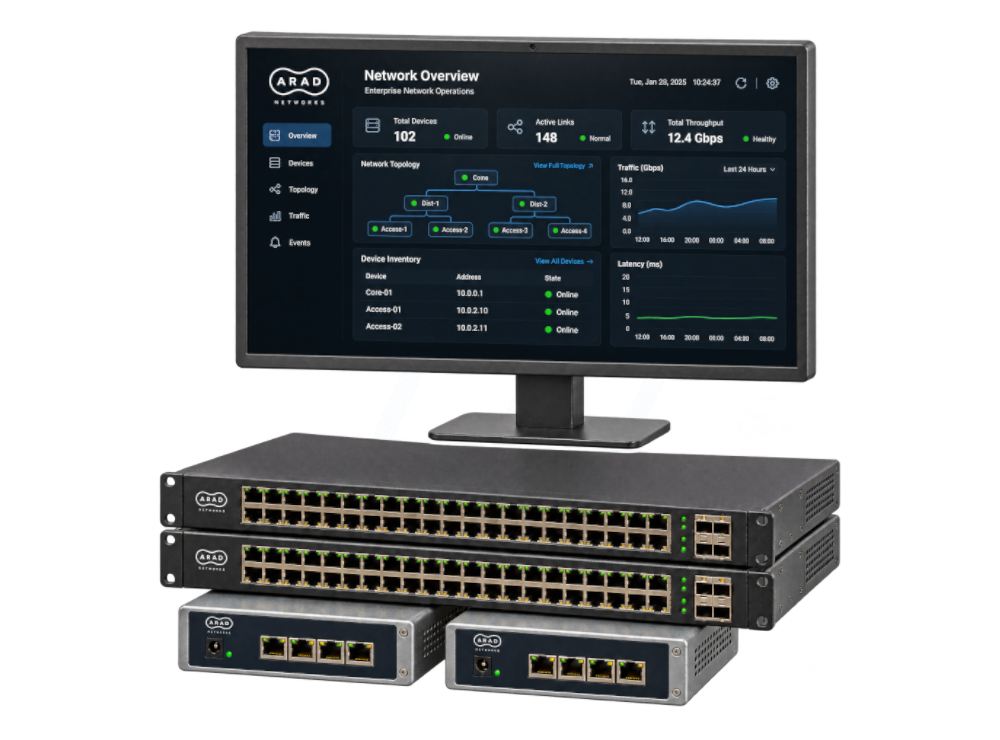 ARAD
NETWORKS
Network Overview
Enterprise Network Operations
Tue, Jan 28, 2025 10:24:37
Overview
Devices
Topology
Traffic
Events
Total Devices
102
Online
Active Links
148
Normal
Total Throughput
12.4 Gbps
Healthy
Network Topology
View Full Topology
Core
Dist-1
Dist-2
Access-1
Access-2
Access-3
Access-4
Traffic (Gbps)
Last 24 Hours
16.0
12.0
8.0
4.0
0.0
12:00 16:00 20:00 00:00 04:00 08:00
Device Inventory
View All Devices
Device Address State
Core-01 10.0.0.1 Online
Access-01 10.0.2.10 Online
Access-02 10.0.2.11 Online
Latency (ms)
20
15
10
5
0
12:00 16:00 20:00 00:00 04:00 08:00
ARAD
NETWORKS
ARAD
NETWORKS
ARAD
NETWORKS
ARAD
NETWORKS